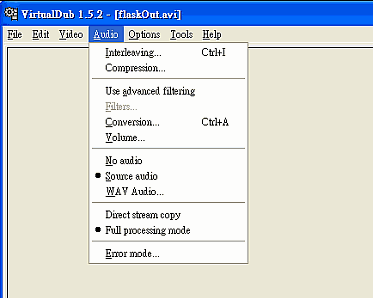 VirtualDub 1.5.2 - [flaskOut.avi]
File Edit Video Audio Options Tools Help
Interleaving... Ctrl+I
Compression...
Use advanced filtering
Filters...
Conversion... Ctrl+A
Volume...
No audio
Source audio
WAV Audio...
Direct stream copy
Full processing mode
Error mode...